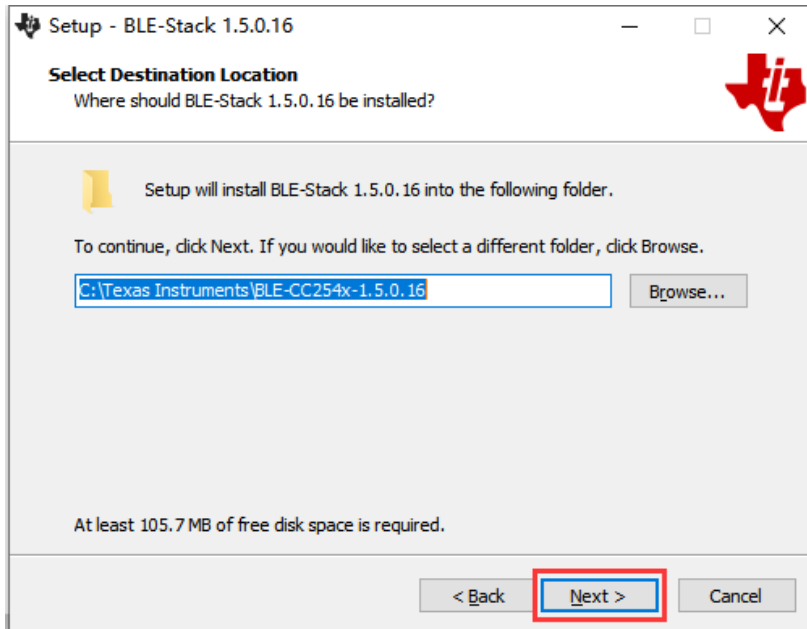 Setup - BLE-Stack 1.5.0.16
Select Destination Location
Where should BLE-Stack 1.5.0.16 be installed?
Setup will install BLE-Stack 1.5.0.16 into the following folder.
To continue, click Next. If you would like to select a different folder, click Browse.
C:\Texas Instruments\BLE-CC254x-1.5.0.16
Browse...
At least 105.7 MB of free disk space is required.
< Back Next > Cancel